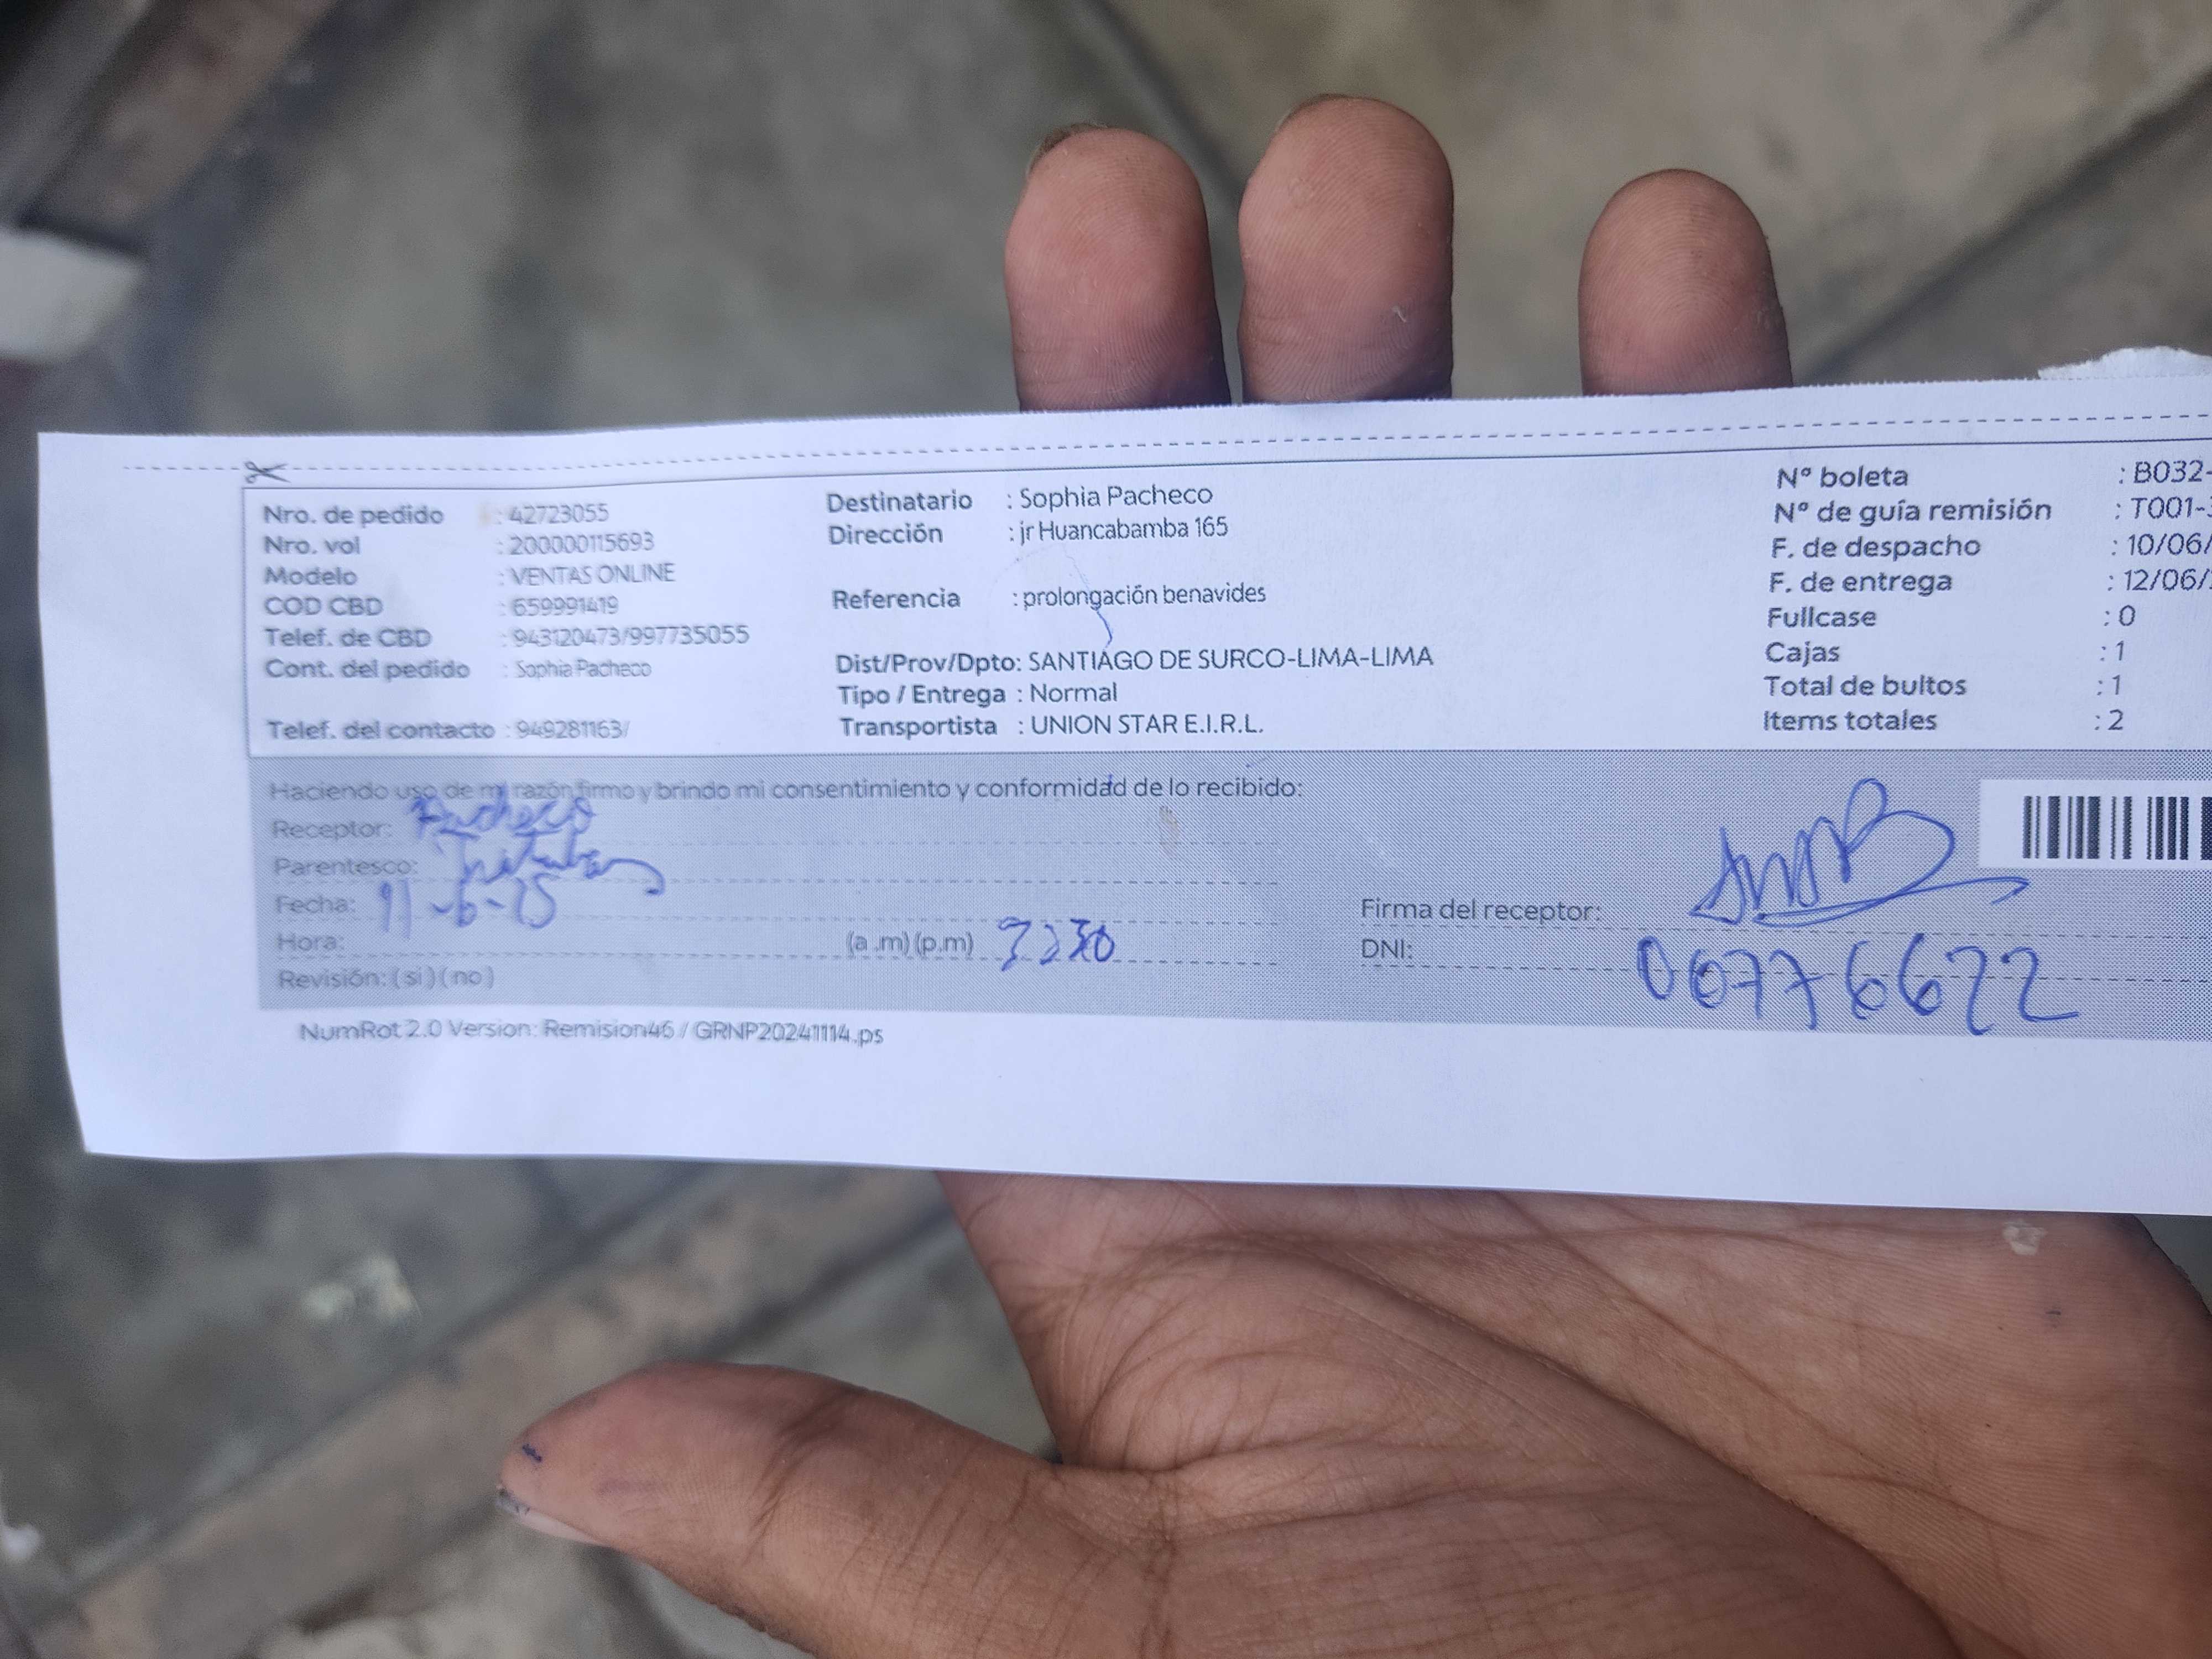 Nro. de pedido : 42723055
Nro. vol : 200000115693
Modelo : VENTAS ONLINE
COD CBD : 659991419
Telef. de CBD : 943120473/997735055
Cont. del pedido : Sophia Pacheco
Telef. del contacto : 949281163/
Destinatario : Sophia Pacheco
Dirección : jr Huancabamba 165
Referencia : prolongación benavides
Dist/Prov/Dpto: SANTIAGO DE SURCO-LIMA-LIMA
Tipo / Entrega : Normal
Transportista : UNION STAR E.I.R.L.
Nº boleta : B032-
Nº de guía remisión : T001-
F. de despacho : 10/06/
F. de entrega : 12/06/
Fullcase : 0
Cajas : 1
Total de bultos : 1
Items totales : 2
Haciendo uso de mi razón firmo y brindo mi consentimiento y conformidad de lo recibido:
Receptor: Pacheco
Parentesco:
Fecha: 11-6-25
Hora: (a .m) (p.m)
Revisión: (si) (no)
Firma del receptor:
DNI: 06776622
NumRot 2.0 Version: Remision46 / GRNP20241114.ps